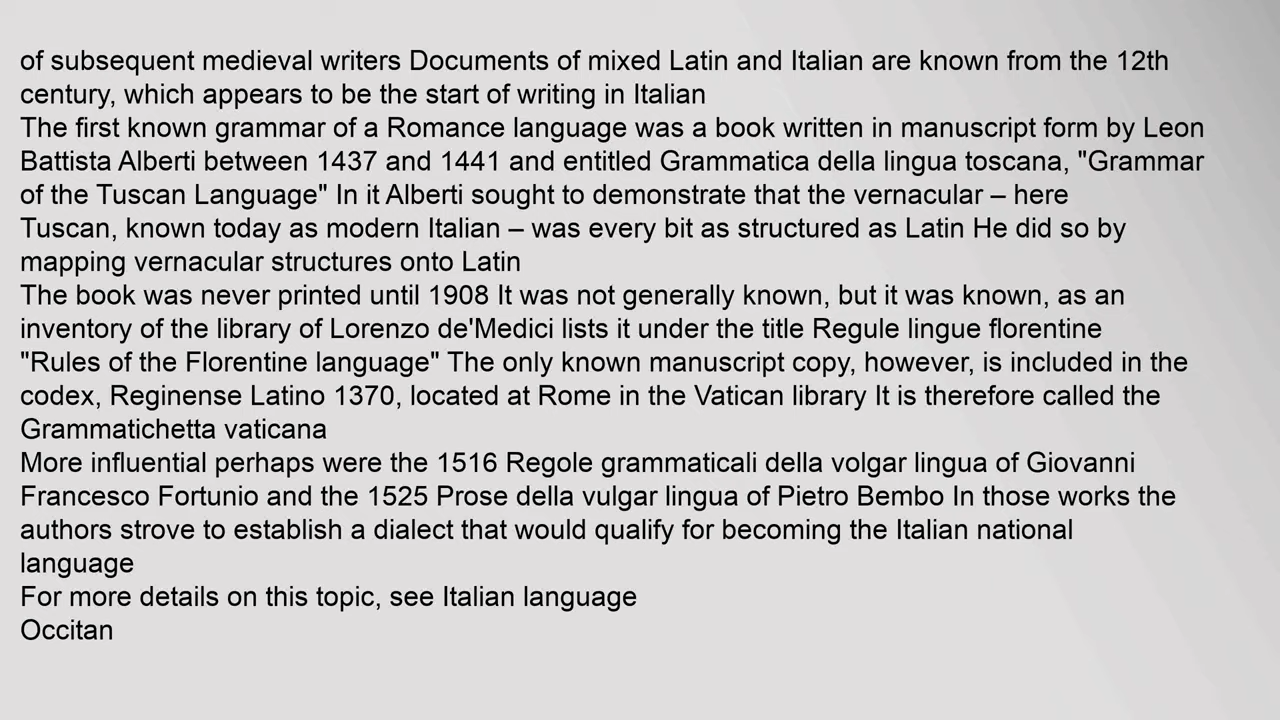 of subsequent medieval writers Documents of mixed Latin and Italian are known from the 12th
century, which appears to be the start of writing in Italian
The first known grammar of a Romance language was a book written in manuscript form by Leon
Battista Alberti between 1437 and 1441 and entitled Grammatica della lingua toscana, "Grammar
of the Tuscan Language" In it Alberti sought to demonstrate that the vernacular – here
Tuscan, known today as modern Italian – was every bit as structured as Latin He did so by
mapping vernacular structures onto Latin
The book was never printed until 1908 It was not generally known, but it was known, as an
inventory of the library of Lorenzo de'Medici lists it under the title Regule lingue florentine
"Rules of the Florentine language" The only known manuscript copy, however, is included in the
codex, Reginense Latino 1370, located at Rome in the Vatican library It is therefore called the
Grammatichetta vaticana
More influential perhaps were the 1516 Regole grammaticali della volgar lingua of Giovanni
Francesco Fortunio and the 1525 Prose della vulgar lingua of Pietro Bembo In those works the
authors strove to establish a dialect that would qualify for becoming the Italian national
language
For more details on this topic, see Italian language
Occitan